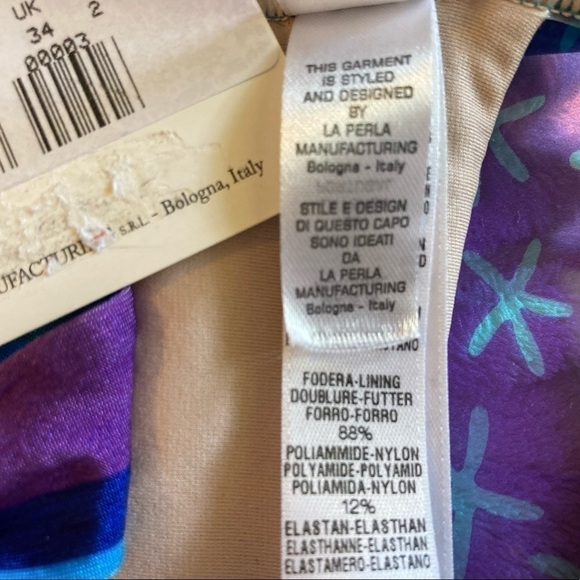 UK
34 2
00003
S.R.L. - Bologna, Italy
THIS GARMENT
IS STYLED
AND DESIGNED
BY
LA PERLA
MANUFACTURING
Bologna - Italy
STILE E DESIGN
DI QUESTO CAPO
SONO IDEATI
DA
LA PERLA
MANUFACTURING
Bologna - Italy
FODERA-LINING
DOUBLURE-FUTTER
FORRO-FORRO
88%
POLIAMMIDE-NYLON
POLYAMIDE-POLYAMID
POLIAMIDA-NYLON
12%
ELASTAN-ELASTHAN
ELASTHANNE-ELASTHAN
ELASTAMERO-ELASTANO